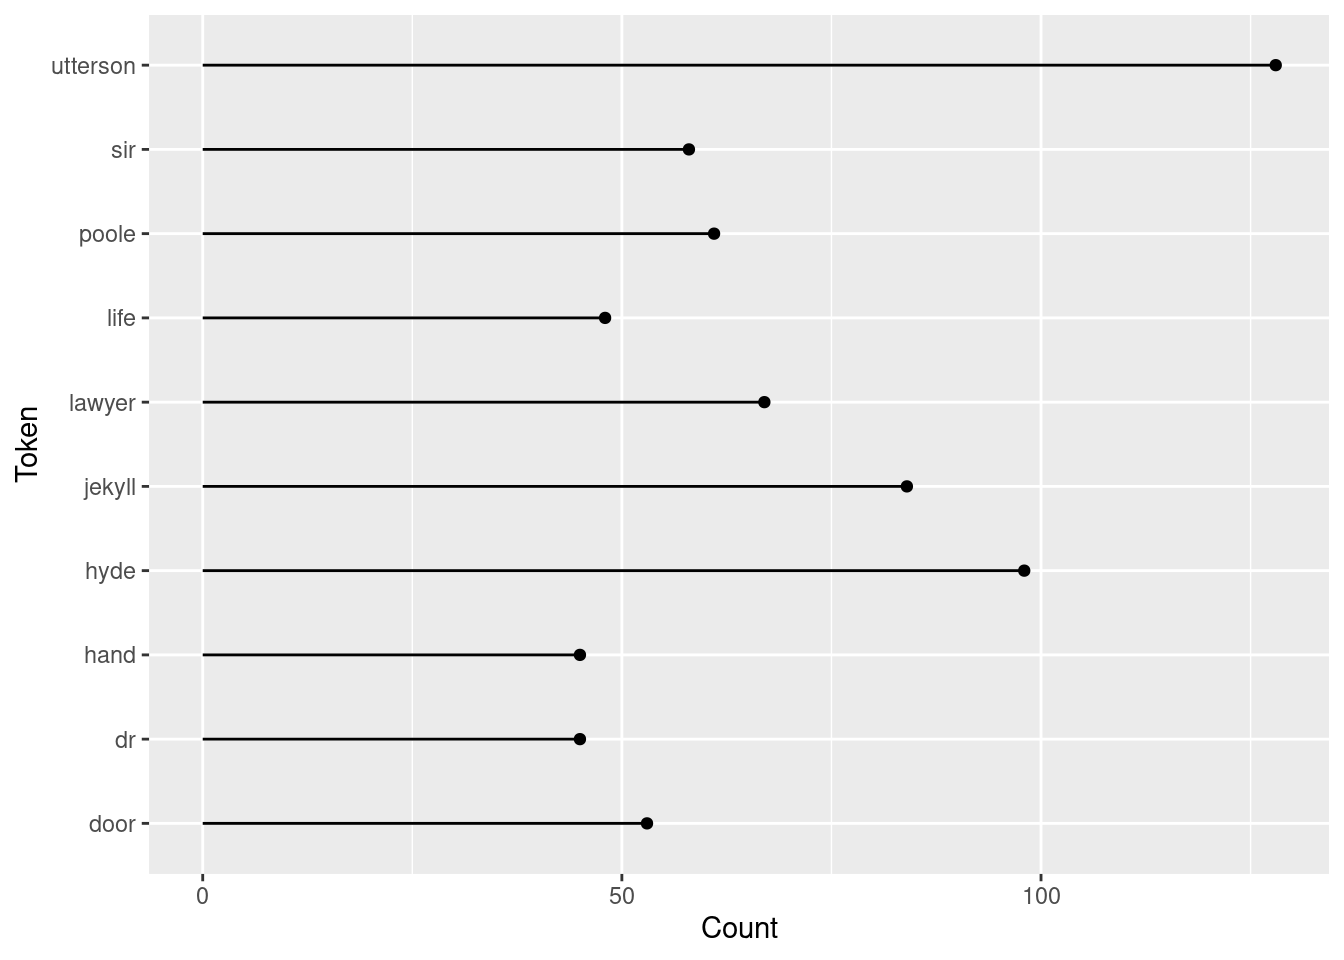 utterson
sir
poole
life
lawyer
jekyll
hyde
hand
dr
door
Token
0 50 100
Count